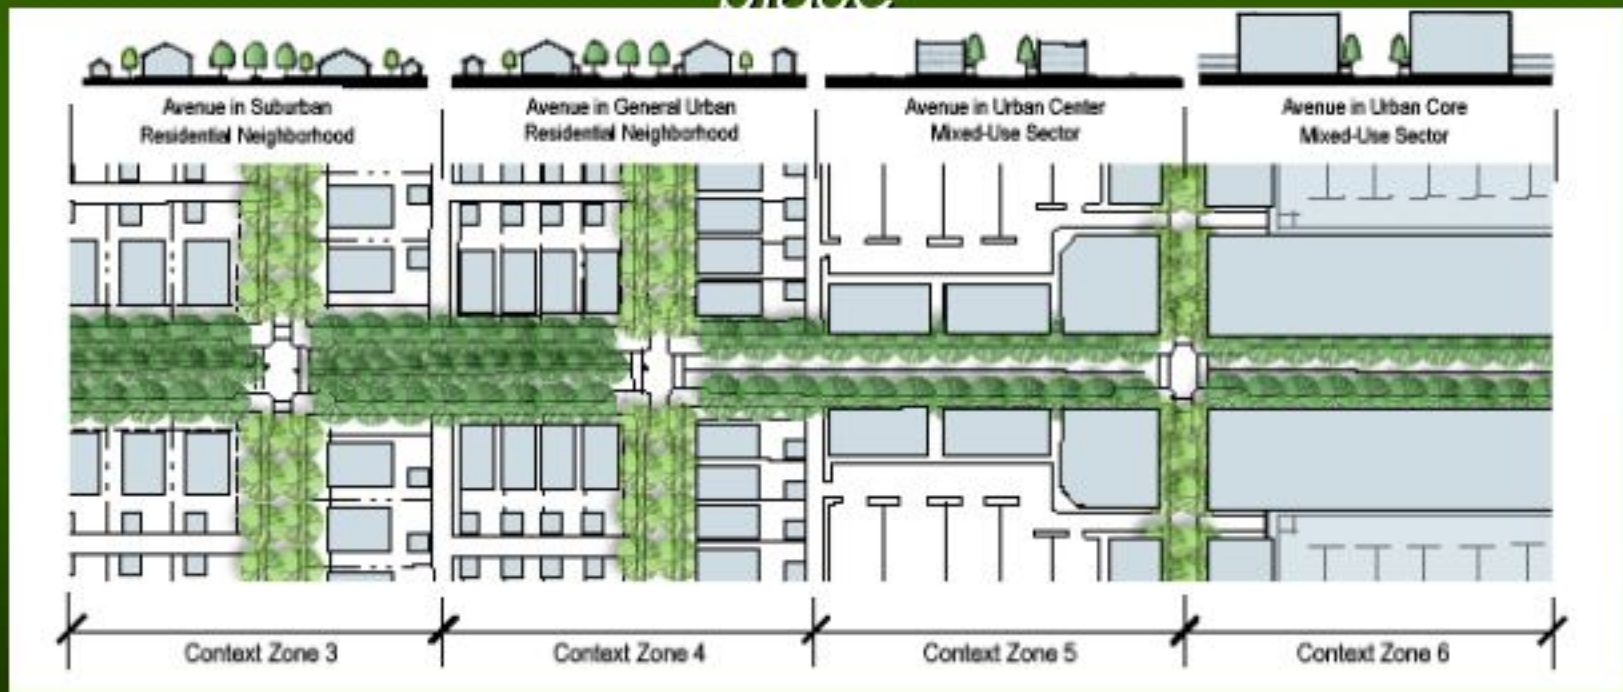 Avenue in Suburban
Residential Neighborhood
Avenue in General Urban
Residential Neighborhood
Avenue in Urban Center
Mixed-Use Sector
Avenue in Urban Core
Mixed-Use Sector
Context Zone 3
Context Zone 4
Context Zone 5
Context Zone 6